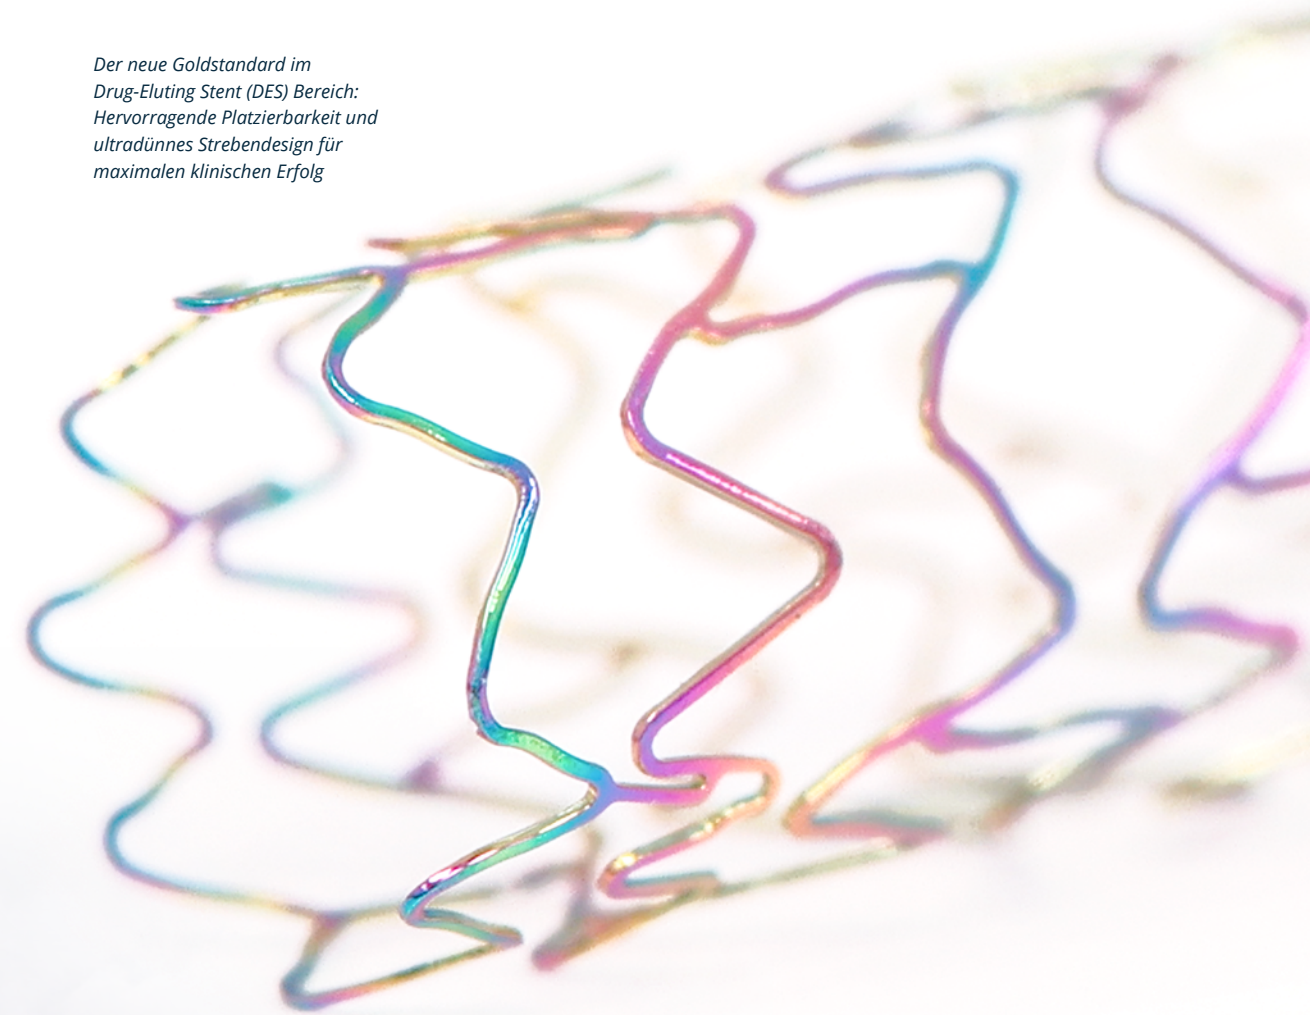 Der neue Goldstandard im
Drug-Eluting Stent (DES) Bereich:
Hervorragende Platzierbarkeit und
ultradünnes Strebendesign für
maximalen klinischen Erfolg